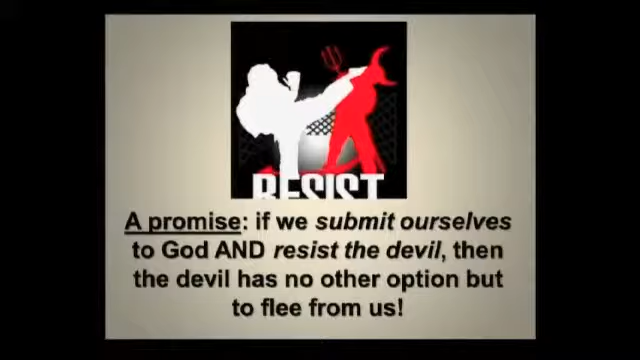 RESIST
A promise: if we submit ourselves
to God AND resist the devil, then
the devil has no other option but
to flee from us!